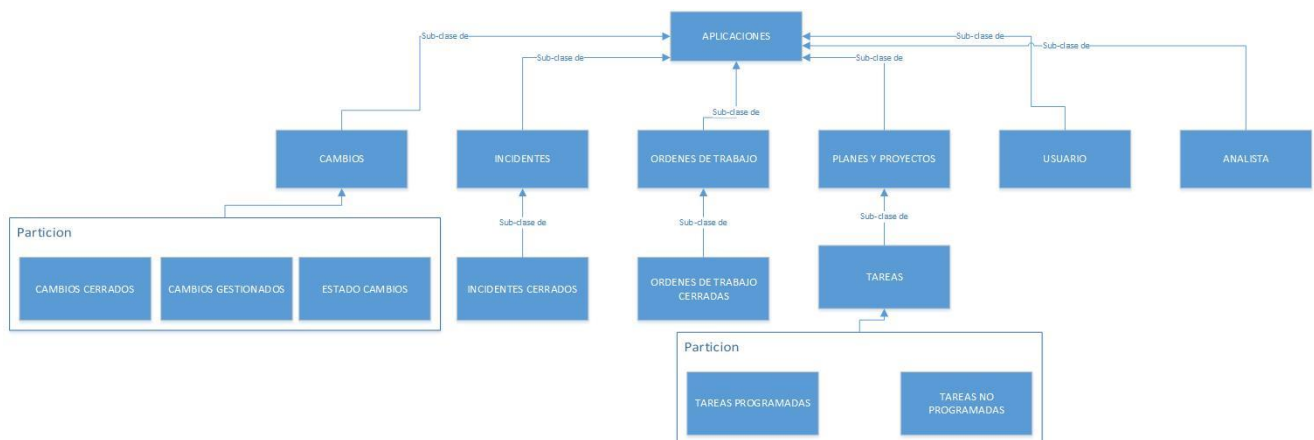 APLICACIONES
Sub-clase de
Sub-clase de
Sub-clase de
Sub-clase de
Sub-clase de
Sub-clase de
CAMBIOS
INCIDENTES
ORDENES DE TRABAJO
PLANES Y PROYECTOS
USUARIO
ANALISTA
Sub-clase de
Sub-clase de
Sub-clase de
Particion
CAMBIOS CERRADOS
CAMBIOS GESTIONADOS
ESTADO CAMBIOS
INCIDENTES CERRADOS
ORDENES DE TRABAJO
CERRADAS
TAREAS
Particion
TAREAS PROGRAMADAS
TAREAS NO
PROGRAMADAS